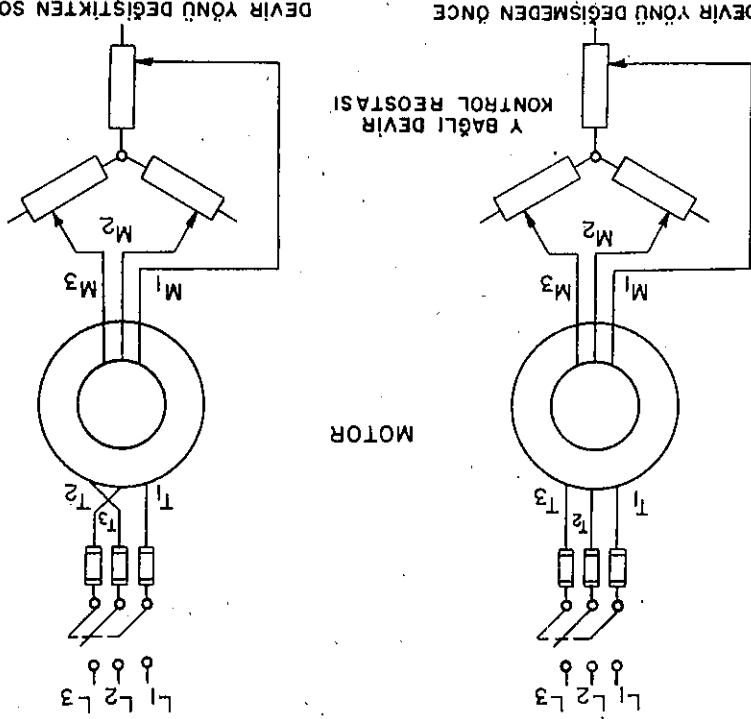 L1 L2 L3
L1 L2 L3
T1 T2 T3
T1 T3 T2
MOTOR
M1 M2 M3
M1 M2 M3
Y BAĞLI DEVİR
KONTROL REOSTASI
DEVİR YÖNÜ DEĞİŞMEDEN ÖNCE
DEVİR YÖNÜ DEĞİŞTİKTEN SO